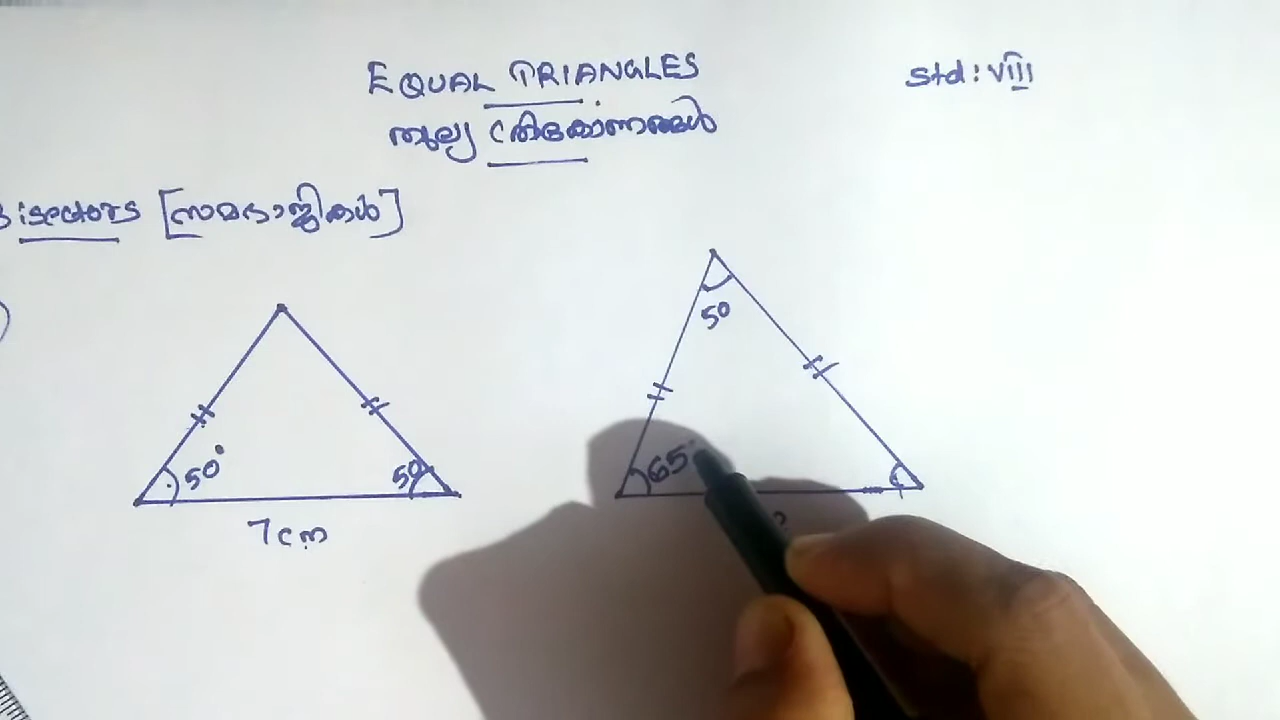 EQUAL TRIANGLES
Std: VIII
തുല്യ ത്രികോണങ്ങൾ
Bisectors [സമഭാജികൾ]
50
50°
50
65°
7cm